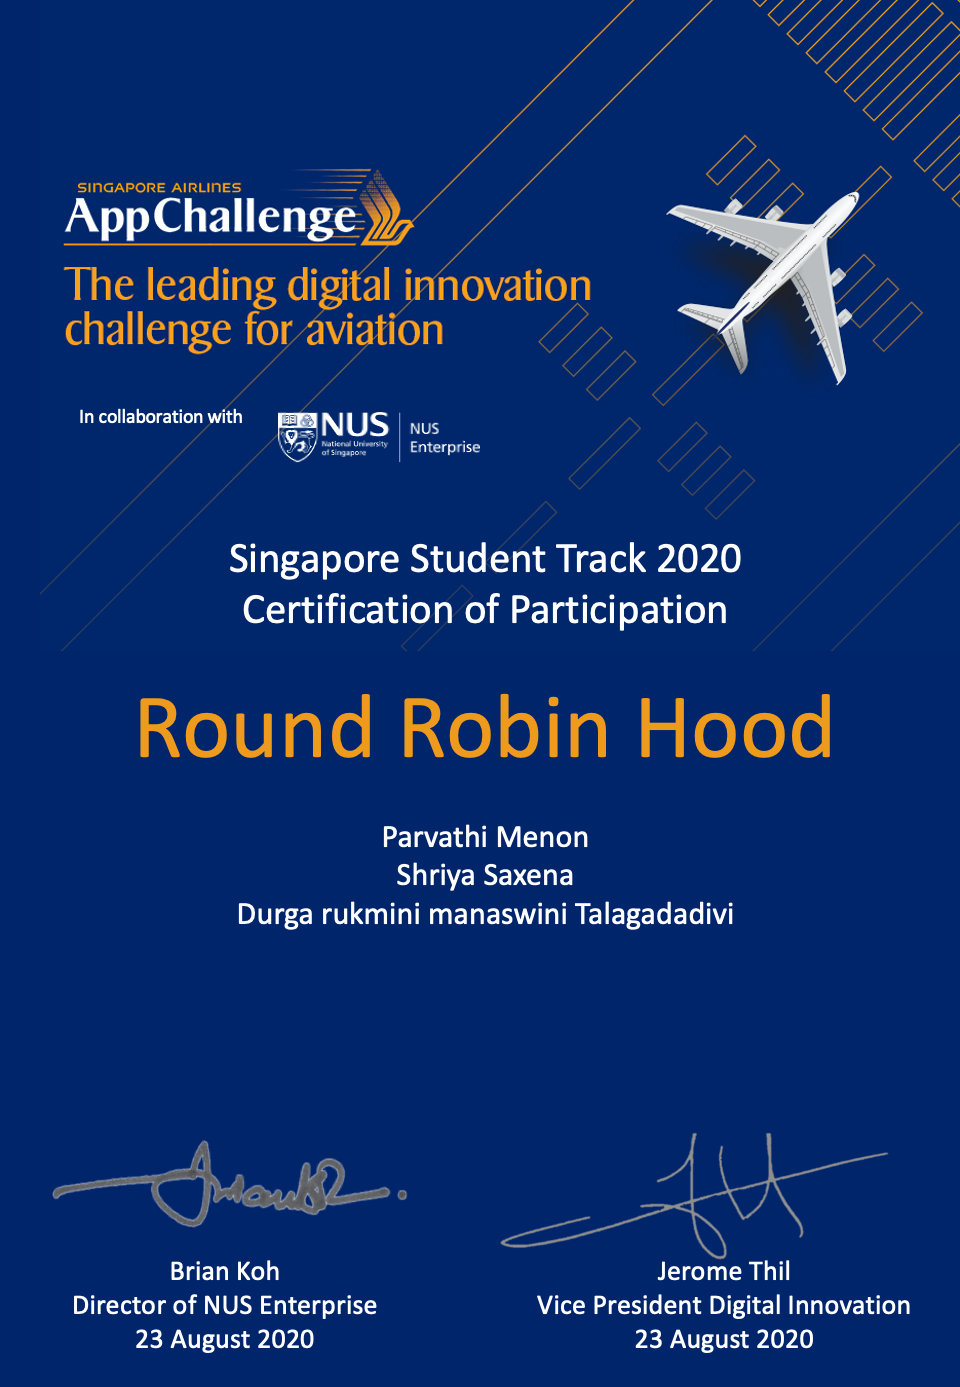 SINGAPORE AIRLINES
AppChallenge
The leading digital innovation
challenge for aviation
In collaboration with
NUS
National University
of Singapore
NUS
Enterprise
Singapore Student Track 2020
Certification of Participation
Round Robin Hood
Parvathi Menon
Shriya Saxena
Durga rukmini manaswini Talagadadivi
Brian Koh
Director of NUS Enterprise
23 August 2020
Jerome Thil
Vice President Digital Innovation
23 August 2020